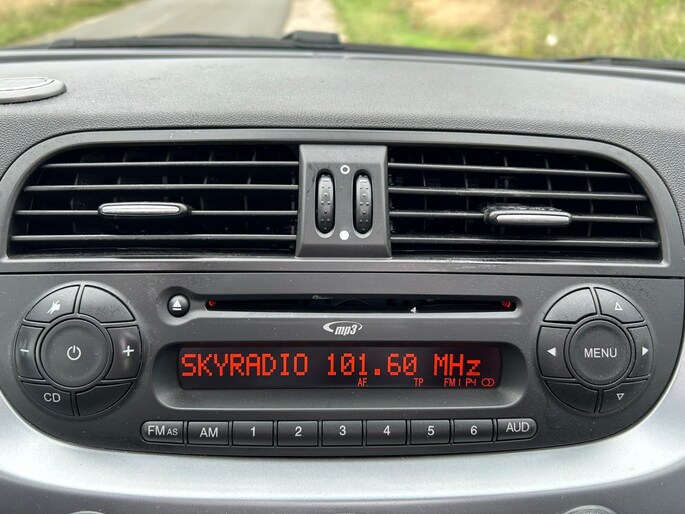 mp3
SKYRADIO 101.60 MHz
AF TP FM1 P4
- +
CD
MENU
FM AS AM 1 2 3 4 5 6 AUD